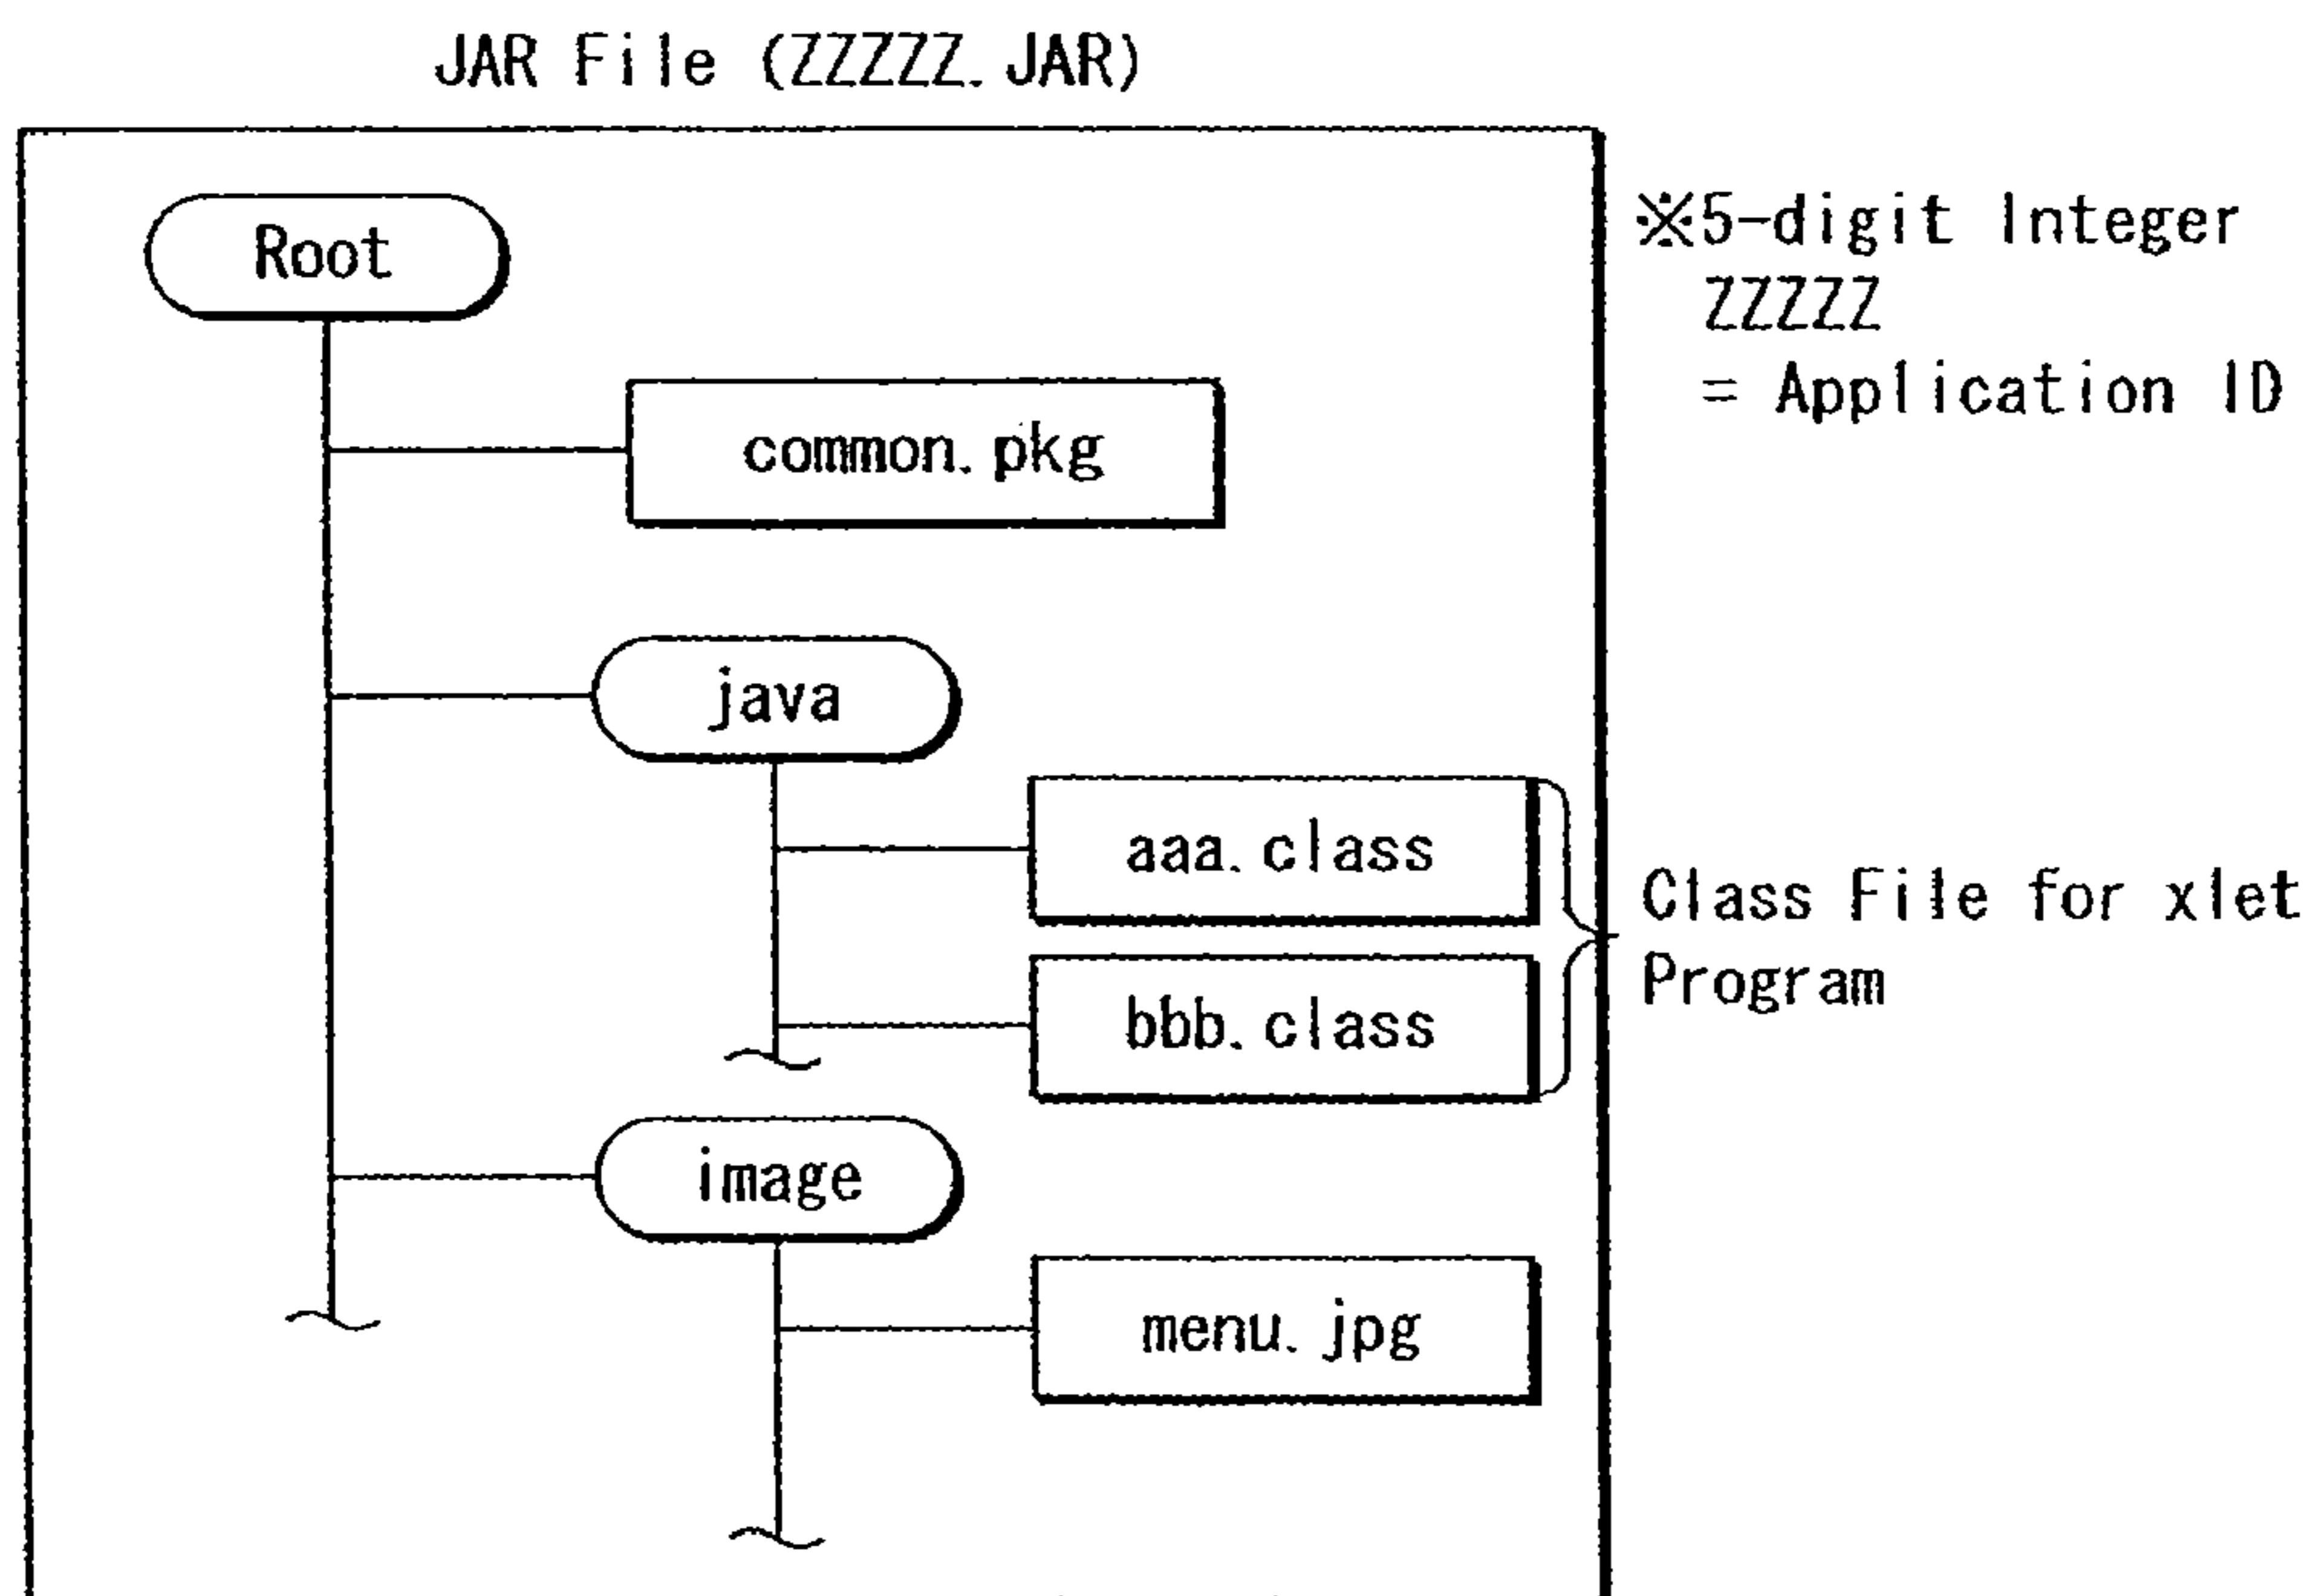 JAR File (ZZZZZ.JAR)
Root
※5-digit Integer
ZZZZZ
= Application ID
common.pkg
java
aaa.class
Class File for xlet
Program
bbb.class
image
menu.jpg